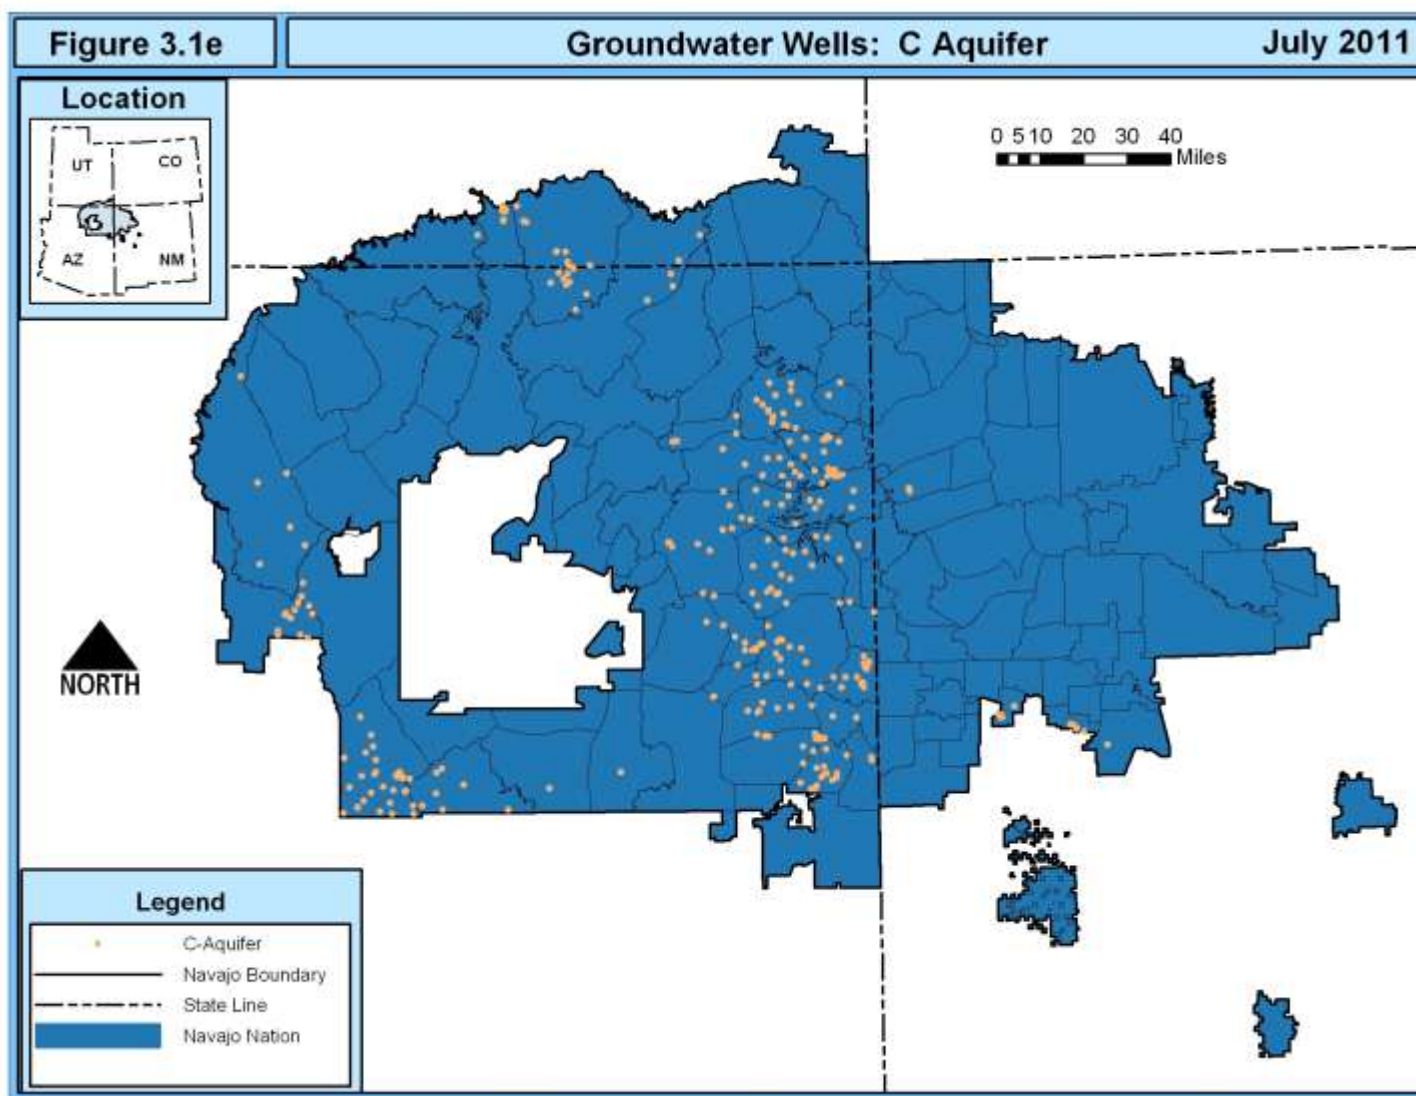 Figure 3.1e
Groundwater Wells: C Aquifer
July 2011
Location
UT
CO
AZ
NM
0 5 10 20 30 40
Miles
NORTH
Legend
C-Aquifer
Navajo Boundary
State Line
Navajo Nation